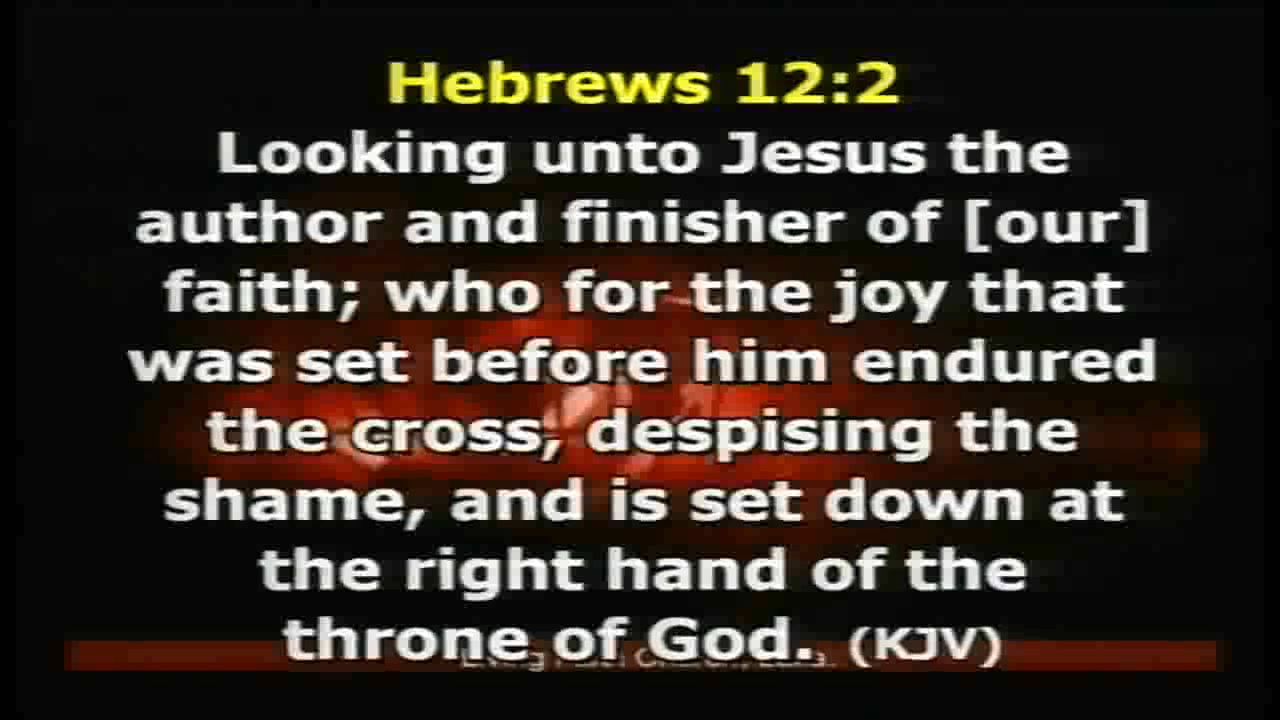 Hebrews 12:2
Looking unto Jesus the
author and finisher of [our]
faith; who for the joy that
was set before him endured
the cross, despising the
shame, and is set down at
the right hand of the
throne of God. (KJV)